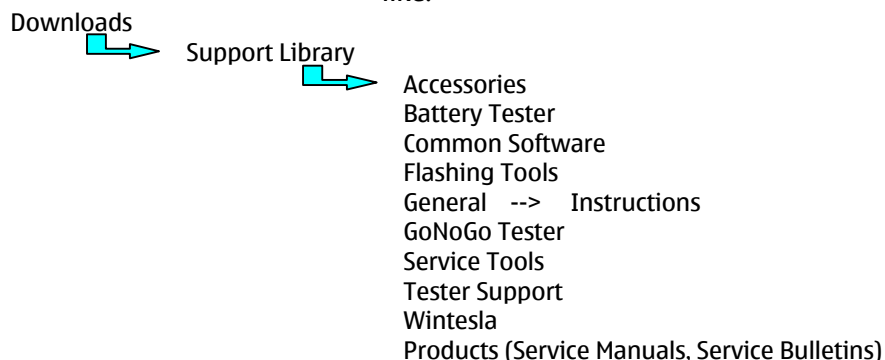 Downloads
Support Library
Accessories
Battery Tester
Common Software
Flashing Tools
General --> Instructions
GoNoGo Tester
Service Tools
Tester Support
Wintesla
Products (Service Manuals, Service Bulletins)